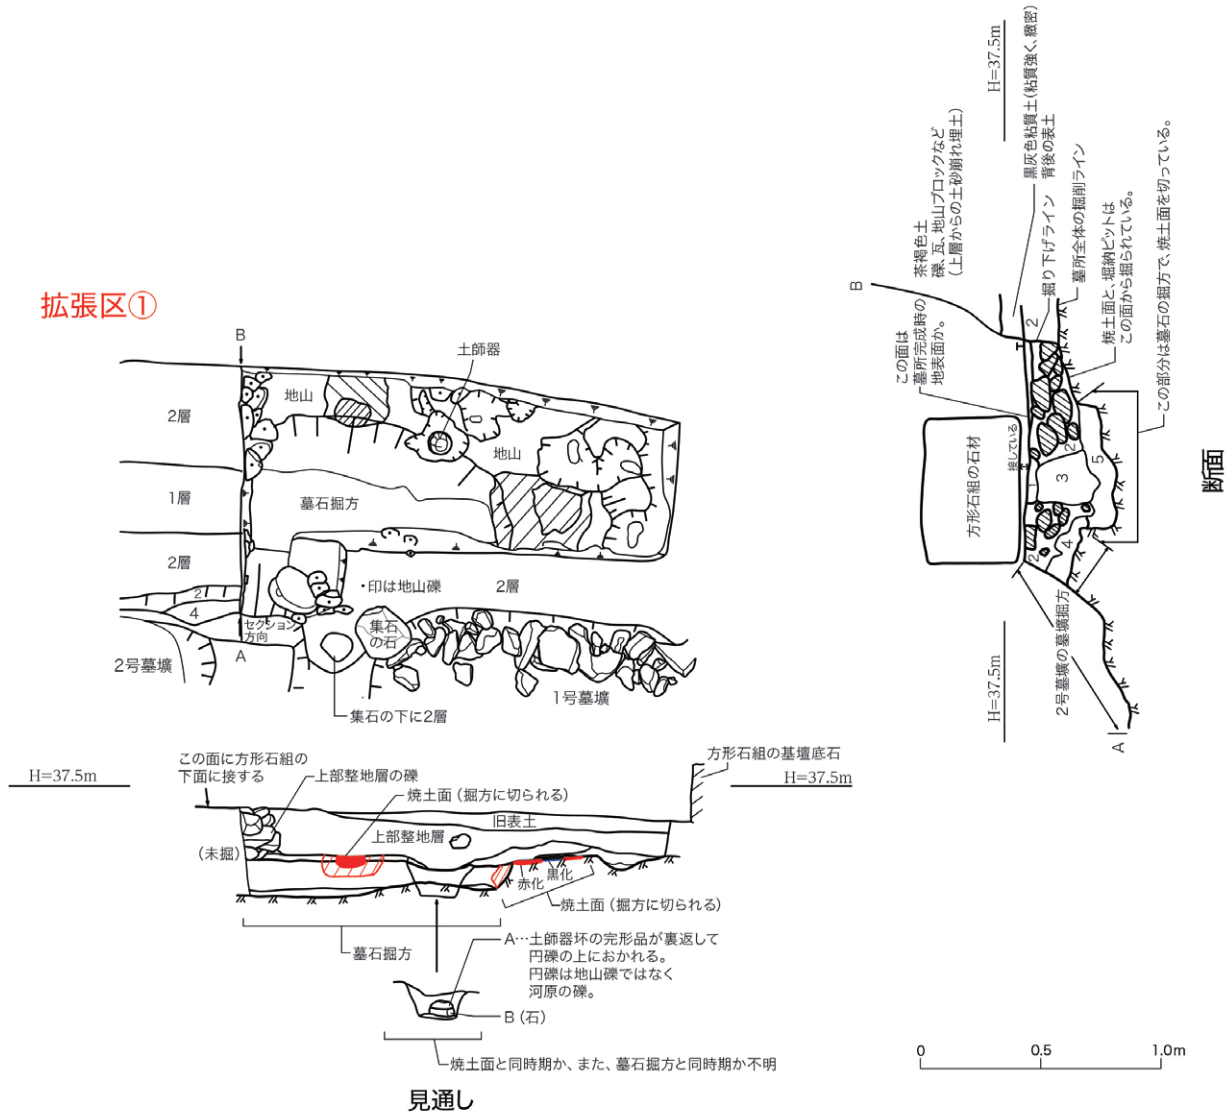 拡張区①
B
土師器
2層
地山
地山
1層
墓石掘方
2層
・印は地山礫
2層
2
4
セクション
方向
集石
の石
A
2号墓壙
1号墓壙
集石の下に2層
この面に方形石組の
下面に接する
方形石組の基壇底石
H=37.5m
上部整地層の礫
H=37.5m
焼土面（掘方に切られる）
旧表土
上部整地層
（未掘）
赤化
黒化
焼土面（掘方に切られる）
墓石掘方
A…土師器坏の完形品が裏返して
円礫の上におかれる。
円礫は地山礫ではなく
河原の礫。
B（石）
焼土面と同時期か、また、墓石掘方と同時期か不明
見通し
H=37.5m
黒灰色粘質土（粘質強く、緻密）
背後の表土
茶褐色土
礫、瓦、地山ブロックなど
（上層からの土砂崩れ埋土）
掘り下げライン
墓所全体の掘削ライン
B
この面は
墓所完成時の
地表面か。
焼土面と、堀納ピットは
この面から掘られている。
この部分は墓石の掘方で、焼土面を切っている。
2
方形石組の石材
接している
1
2
3
5
2
4
2号墓壙の墓壙掘方
H=37.5m
A
断面
0
0.5
1.0m